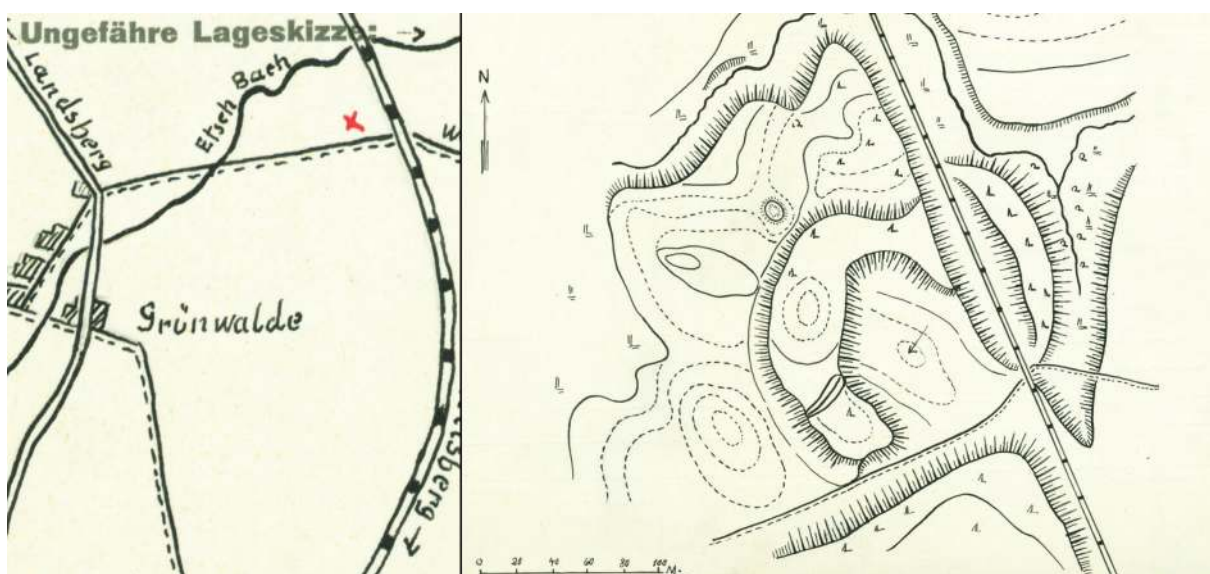 Ungefähre Lageskizze:
Landsberg
Etsch Bach
W
Grünwalde
N
0 20 40 60 80 100 M.